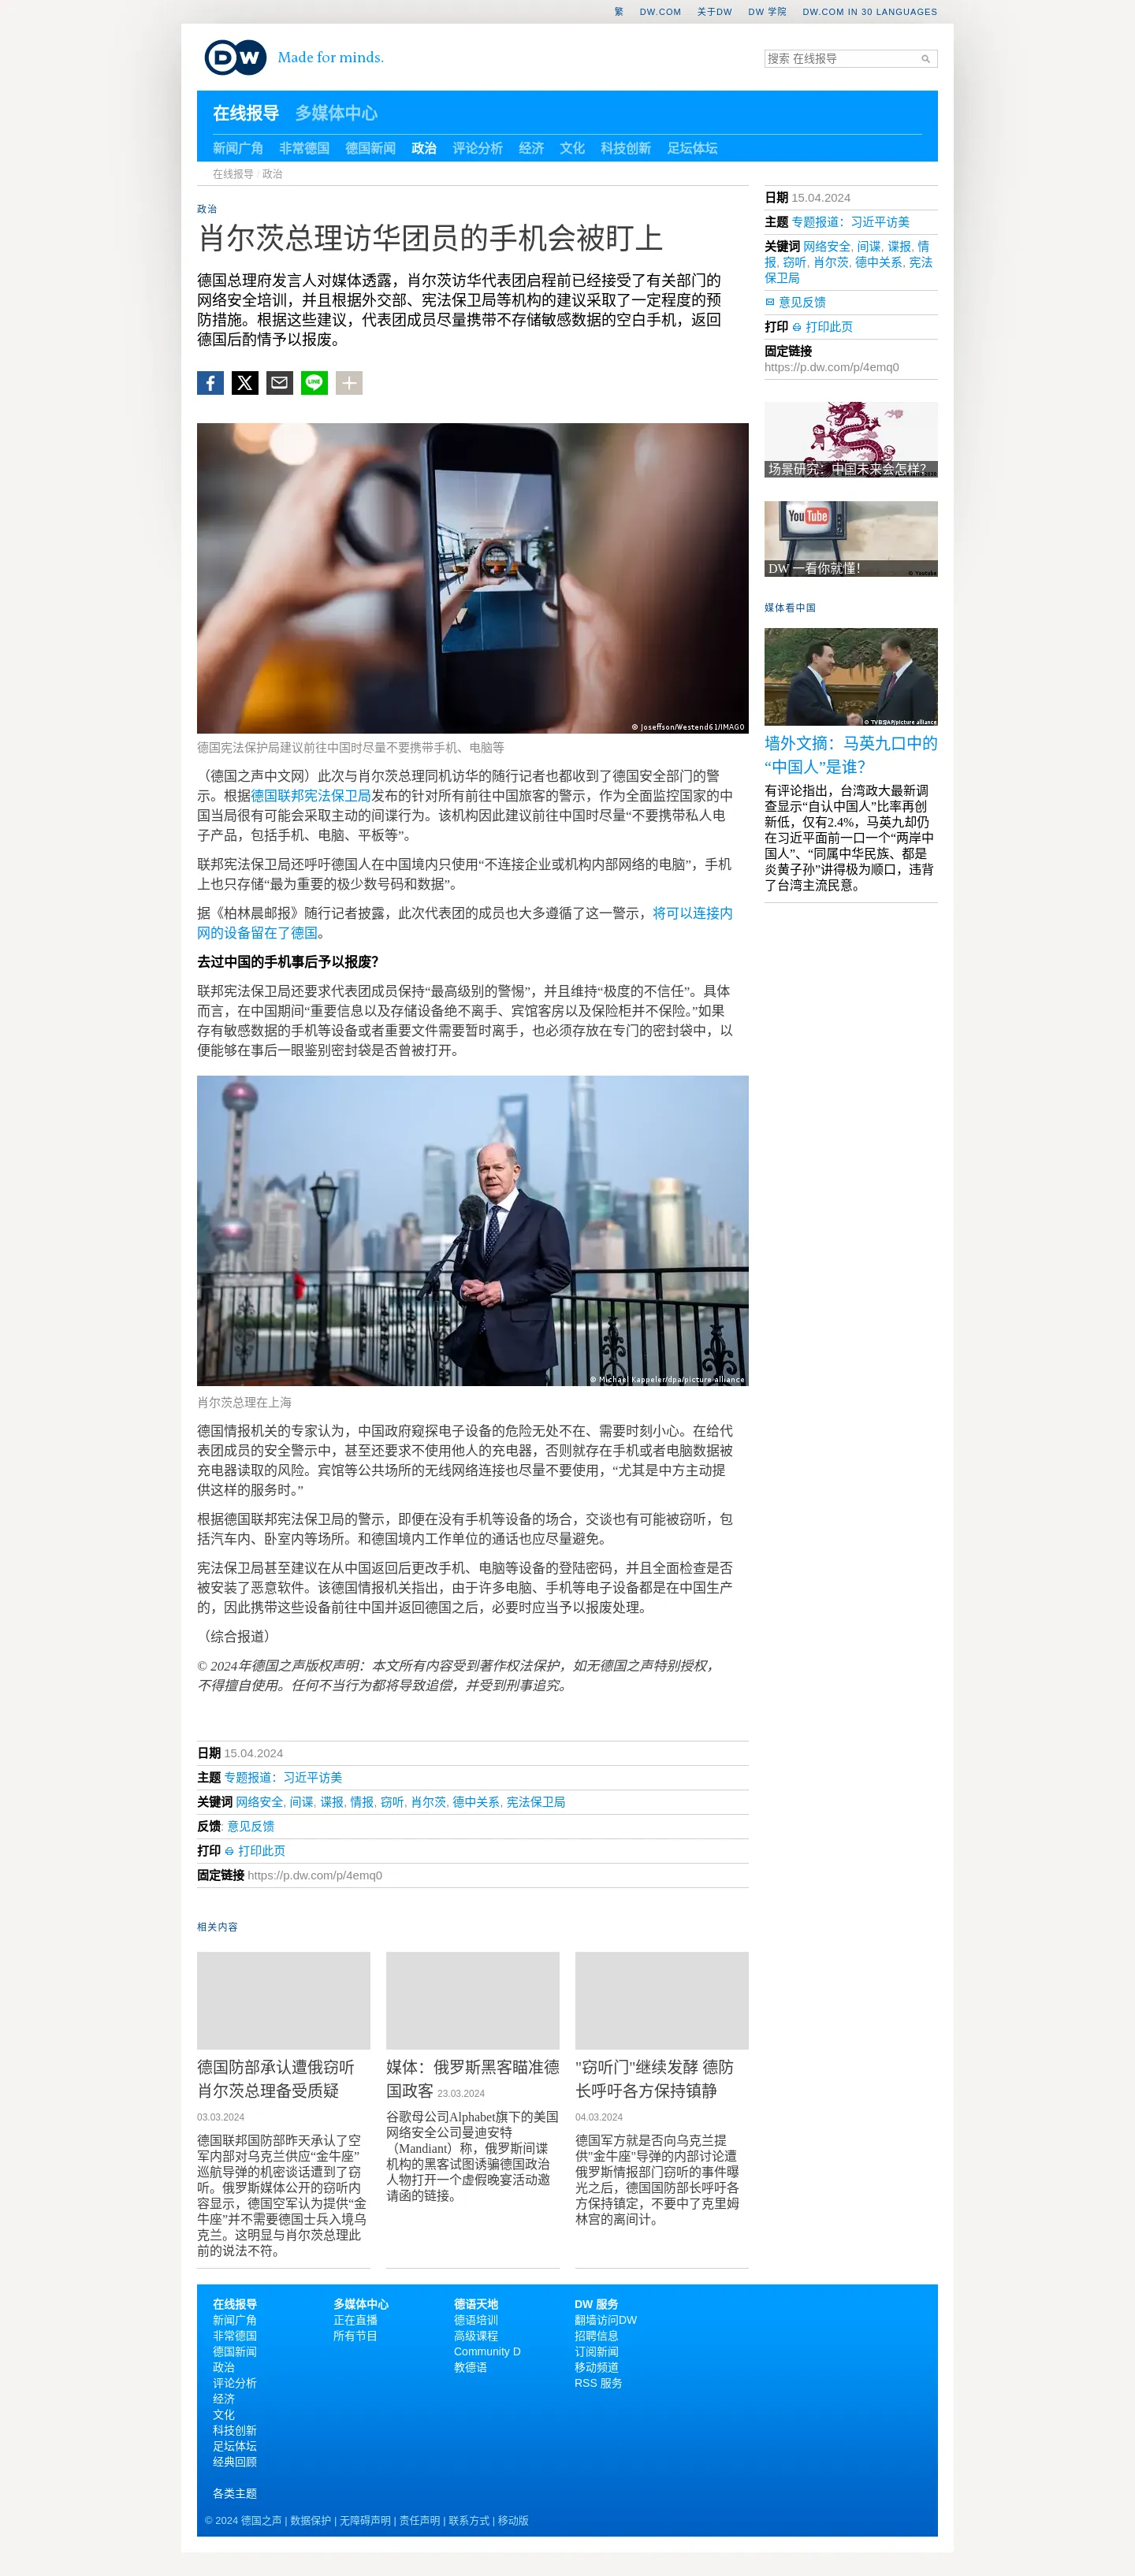 繁 DW.COM 关于DW DW 学院 DW.COM IN 30 LANGUAGES
DW Made for minds.
搜索 在线报导
在线报导 多媒体中心
新闻广角 非常德国 德国新闻 政治 评论分析 经济 文化 科技创新 足坛体坛
在线报导 / 政治
政治
肖尔茨总理访华团员的手机会被盯上
德国总理府发言人对媒体透露，肖尔茨访华代表团启程前已经接受了有关部门的
网络安全培训，并且根据外交部、宪法保卫局等机构的建议采取了一定程度的预
防措施。根据这些建议，代表团成员尽量携带不存储敏感数据的空白手机，返回
德国后酌情予以报废。
© Joseffson/Westend61/IMAGO
德国宪法保护局建议前往中国时尽量不要携带手机、电脑等
（德国之声中文网）此次与肖尔茨总理同机访华的随行记者也都收到了德国安全部门的警
示。根据德国联邦宪法保卫局发布的针对所有前往中国旅客的警示，作为全面监控国家的中
国当局很有可能会采取主动的间谍行为。该机构因此建议前往中国时尽量“不要携带私人电
子产品，包括手机、电脑、平板等”。
联邦宪法保卫局还呼吁德国人在中国境内只使用“不连接企业或机构内部网络的电脑”，手机
上也只存储“最为重要的极少数号码和数据”。
据《柏林晨邮报》随行记者披露，此次代表团的成员也大多遵循了这一警示，将可以连接内
网的设备留在了德国。
去过中国的手机事后予以报废？
联邦宪法保卫局还要求代表团成员保持“最高级别的警惕”，并且维持“极度的不信任”。具体
而言，在中国期间“重要信息以及存储设备绝不离手、宾馆客房以及保险柜并不保险。”如果
存有敏感数据的手机等设备或者重要文件需要暂时离手，也必须存放在专门的密封袋中，以
便能够在事后一眼鉴别密封袋是否曾被打开。
© Michael Kappeler/dpa/picture alliance
肖尔茨总理在上海
德国情报机关的专家认为，中国政府窥探电子设备的危险无处不在、需要时刻小心。在给代
表团成员的安全警示中，甚至还要求不使用他人的充电器，否则就存在手机或者电脑数据被
充电器读取的风险。宾馆等公共场所的无线网络连接也尽量不要使用，“尤其是中方主动提
供这样的服务时。”
根据德国联邦宪法保卫局的警示，即便在没有手机等设备的场合，交谈也有可能被窃听，包
括汽车内、卧室内等场所。和德国境内工作单位的通话也应尽量避免。
宪法保卫局甚至建议在从中国返回后更改手机、电脑等设备的登陆密码，并且全面检查是否
被安装了恶意软件。该德国情报机关指出，由于许多电脑、手机等电子设备都是在中国生产
的，因此携带这些设备前往中国并返回德国之后，必要时应当予以报废处理。
（综合报道）
© 2024年德国之声版权声明：本文所有内容受到著作权法保护，如无德国之声特别授权，
不得擅自使用。任何不当行为都将导致追偿，并受到刑事追究。
日期 15.04.2024
主题 专题报道：习近平访美
关键词 网络安全, 间谍, 谍报, 情报, 窃听, 肖尔茨, 德中关系, 宪法保卫局
反馈: 意见反馈
打印 打印此页
固定链接 https://p.dw.com/p/4emq0
日期 15.04.2024
主题 专题报道：习近平访美
关键词 网络安全, 间谍, 谍报, 情
报, 窃听, 肖尔茨, 德中关系, 宪法
保卫局
意见反馈
打印 打印此页
固定链接
https://p.dw.com/p/4emq0
场景研究：中国未来会怎样？
YouTube
DW 一看你就懂！
© Youtube
媒体看中国
© TVBS/AP/picture alliance
墙外文摘：马英九口中的
“中国人”是谁？
有评论指出，台湾政大最新调
查显示“自认中国人”比率再创
新低，仅有2.4%，马英九却仍
在习近平面前一口一个“两岸中
国人”、“同属中华民族、都是
炎黄子孙”讲得极为顺口，违背
了台湾主流民意。
相关内容
德国防部承认遭俄窃听
肖尔茨总理备受质疑
03.03.2024
德国联邦国防部昨天承认了空
军内部对乌克兰供应“金牛座”
巡航导弹的机密谈话遭到了窃
听。俄罗斯媒体公开的窃听内
容显示，德国空军认为提供“金
牛座”并不需要德国士兵入境乌
克兰。这明显与肖尔茨总理此
前的说法不符。
媒体：俄罗斯黑客瞄准德
国政客 23.03.2024
谷歌母公司Alphabet旗下的美国
网络安全公司曼迪安特
（Mandiant）称，俄罗斯间谍
机构的黑客试图诱骗德国政治
人物打开一个虚假晚宴活动邀
请函的链接。
"窃听门"继续发酵 德防
长呼吁各方保持镇静
04.03.2024
德国军方就是否向乌克兰提
供"金牛座"导弹的内部讨论遭
俄罗斯情报部门窃听的事件曝
光之后，德国国防部长呼吁各
方保持镇定，不要中了克里姆
林宫的离间计。
在线报导
新闻广角
非常德国
德国新闻
政治
评论分析
经济
文化
科技创新
足坛体坛
经典回顾
各类主题
多媒体中心
正在直播
所有节目
德语天地
德语培训
高级课程
Community D
教德语
DW 服务
翻墙访问DW
招聘信息
订阅新闻
移动频道
RSS 服务
© 2024 德国之声 | 数据保护 | 无障碍声明 | 责任声明 | 联系方式 | 移动版